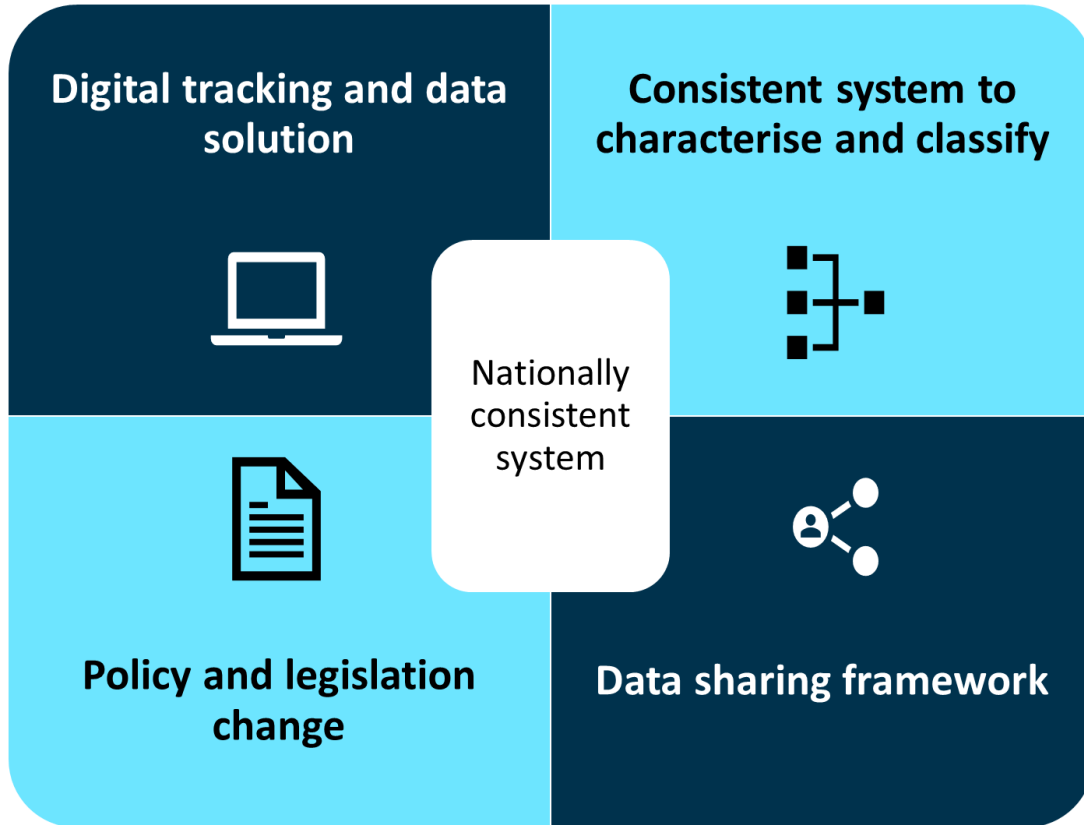 Digital tracking and data
solution
Consistent system to
characterise and classify
Nationally
consistent
system
Policy and legislation
change
Data sharing framework